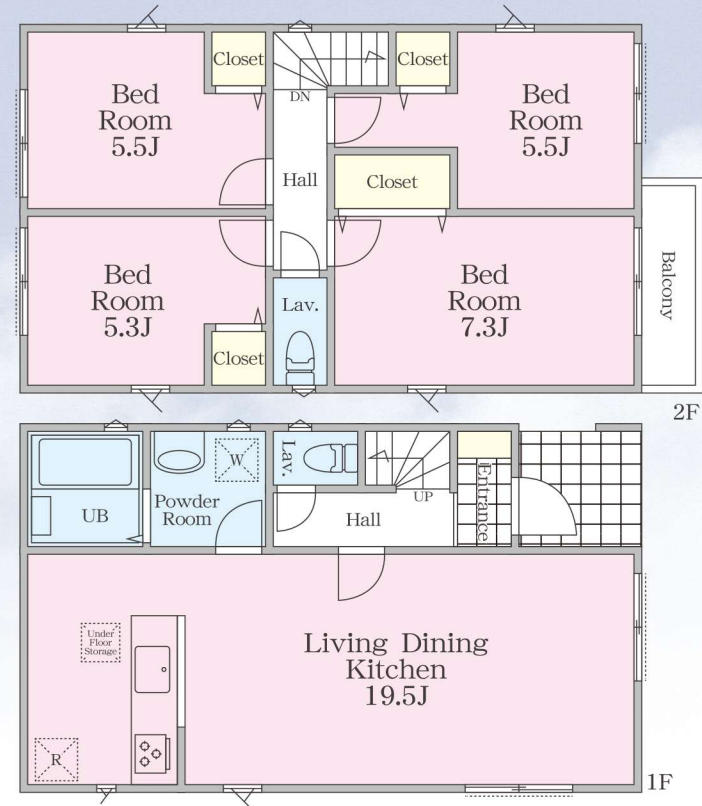 Closet
Closet
Bed
Room
5.5J
DN
Bed
Room
5.5J
Hall
Closet
Bed
Room
5.3J
Closet
Lav.
Bed
Room
7.3J
Balcony
2F
UB
Powder
Room
W
Lav.
UP
Hall
Entrance
Under
Floor
Storage
R
Living Dining
Kitchen
19.5J
1F